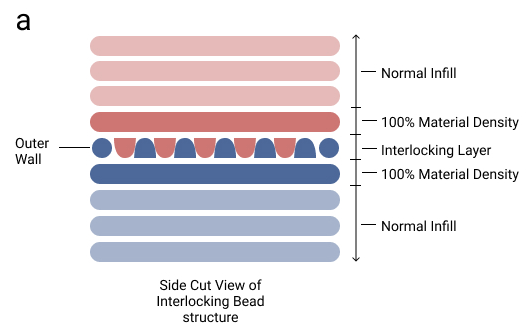 a
Normal Infill
100% Material Density
Outer
Wall
Interlocking Layer
100% Material Density
Normal Infill
Side Cut View of
Interlocking Bead
structure